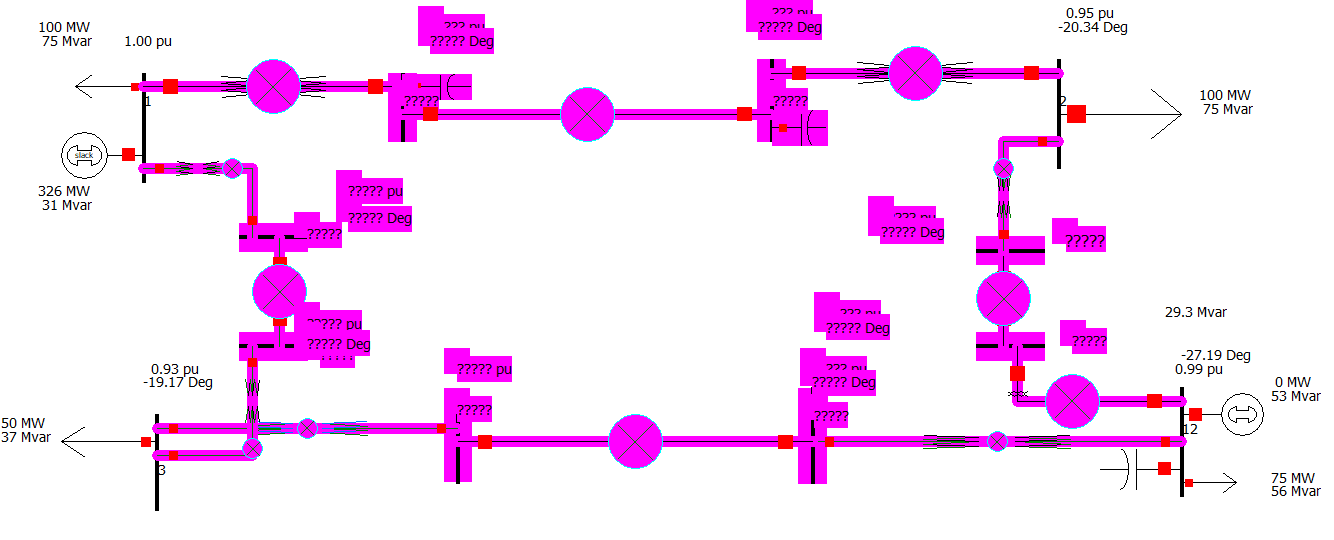 100 MW
75 Mvar
1.00 pu
1
slack
326 MW
31 Mvar
??? pu
????? Deg
?????
??? pu
????? Deg
?????
0.95 pu
-20.34 Deg
2
100 MW
75 Mvar
????? pu
????? Deg
?????
????? pu
????? Deg
??? pu
????? Deg
?????
?????
29.3 Mvar
-27.19 Deg
0.99 pu
0 MW
53 Mvar
12
75 MW
56 Mvar
0.93 pu
-19.17 Deg
50 MW
37 Mvar
3
????? pu
?????
??? pu
????? Deg
??? pu
????? Deg
?????